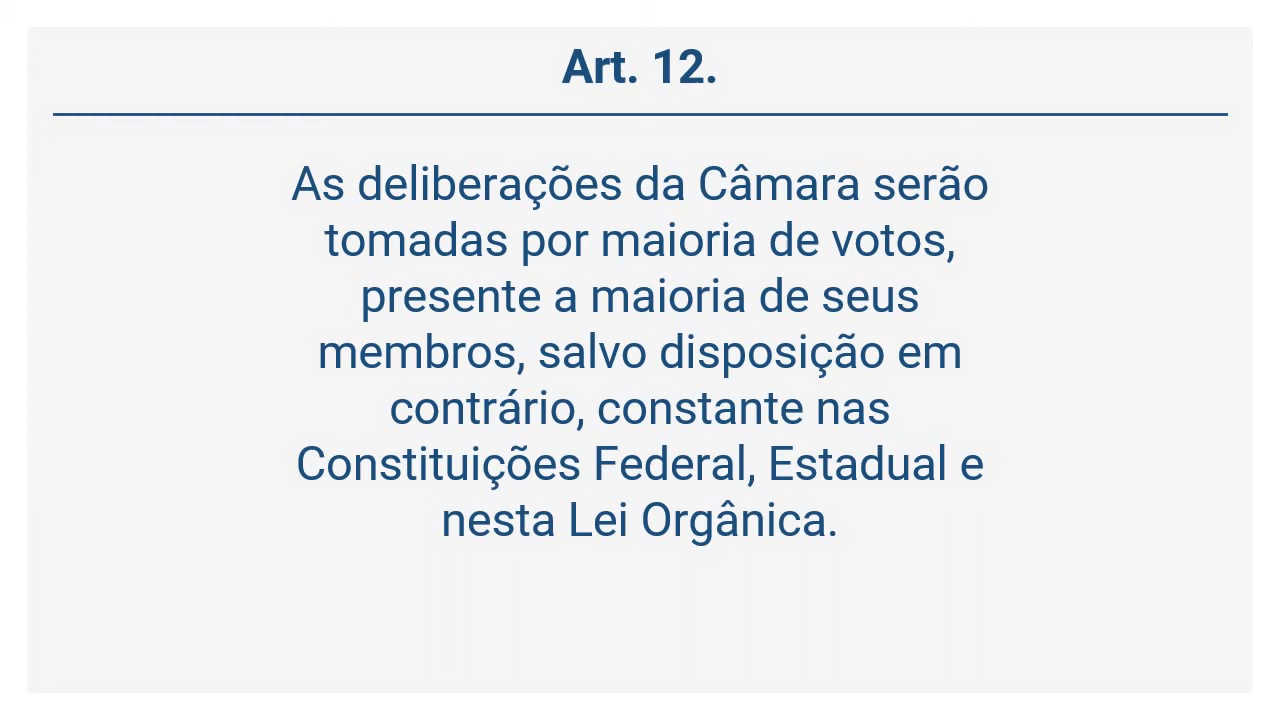 Art. 12.
As deliberações da Câmara serão
tomadas por maioria de votos,
presente a maioria de seus
membros, salvo disposição em
contrário, constante nas
Constituições Federal, Estadual e
nesta Lei Orgânica.